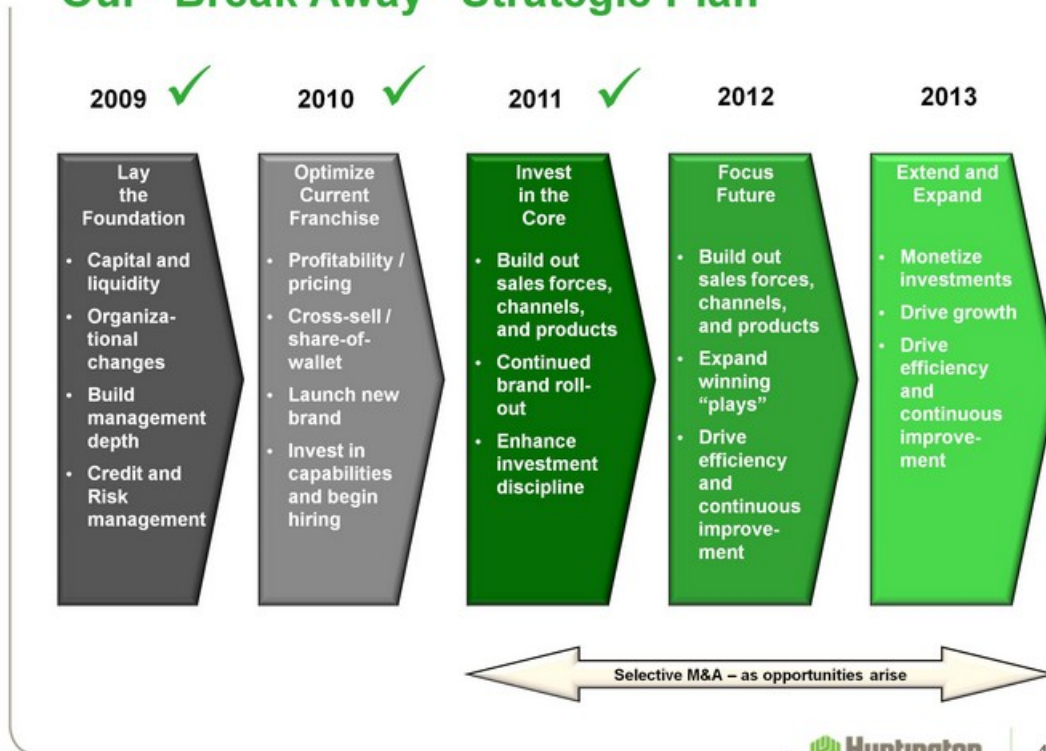 Our "Break Away" Strategic Plan
2009
2010
2011
2012
2013
Lay
the
Foundation
• Capital and
liquidity
• Organiza-
tional
changes
• Build
management
depth
• Credit and
Risk
management
Optimize
Current
Franchise
• Profitability /
pricing
• Cross-sell /
share-of-
wallet
• Launch new
brand
• Invest in
capabilities
and begin
hiring
Invest
in the
Core
• Build out
sales forces,
channels,
and products
• Continued
brand roll-
out
• Enhance
investment
discipline
Focus
Future
• Build out
sales forces,
channels,
and products
• Expand
winning
“plays”
• Drive
efficiency
and
continuous
improve-
ment
Extend and
Expand
• Monetize
investments
• Drive growth
• Drive
efficiency
and
continuous
improve-
ment
Selective M&A – as opportunities arise
Huntington